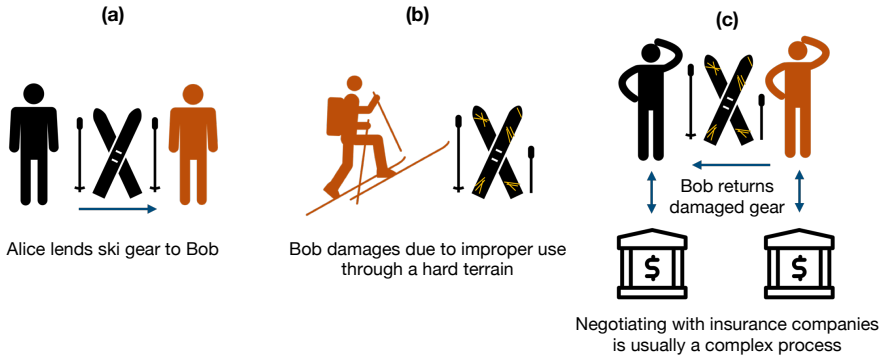 (a)
Alice lends ski gear to Bob
(b)
Bob damages due to improper use
through a hard terrain
(c)
Bob returns
damaged gear
$
$
Negotiating with insurance companies
is usually a complex process